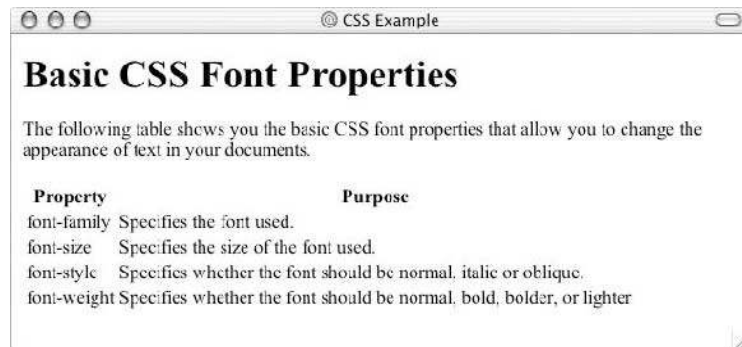 CSS Example
Basic CSS Font Properties
The following table shows you the basic CSS font properties that allow you to change the
appearance of text in your documents.
Property Purpose
font-family Specifies the font used.
font-size Specifies the size of the font used.
font-style Specifies whether the font should be normal, italic or oblique.
font-weight Specifies whether the font should be normal, bold, bolder, or lighter